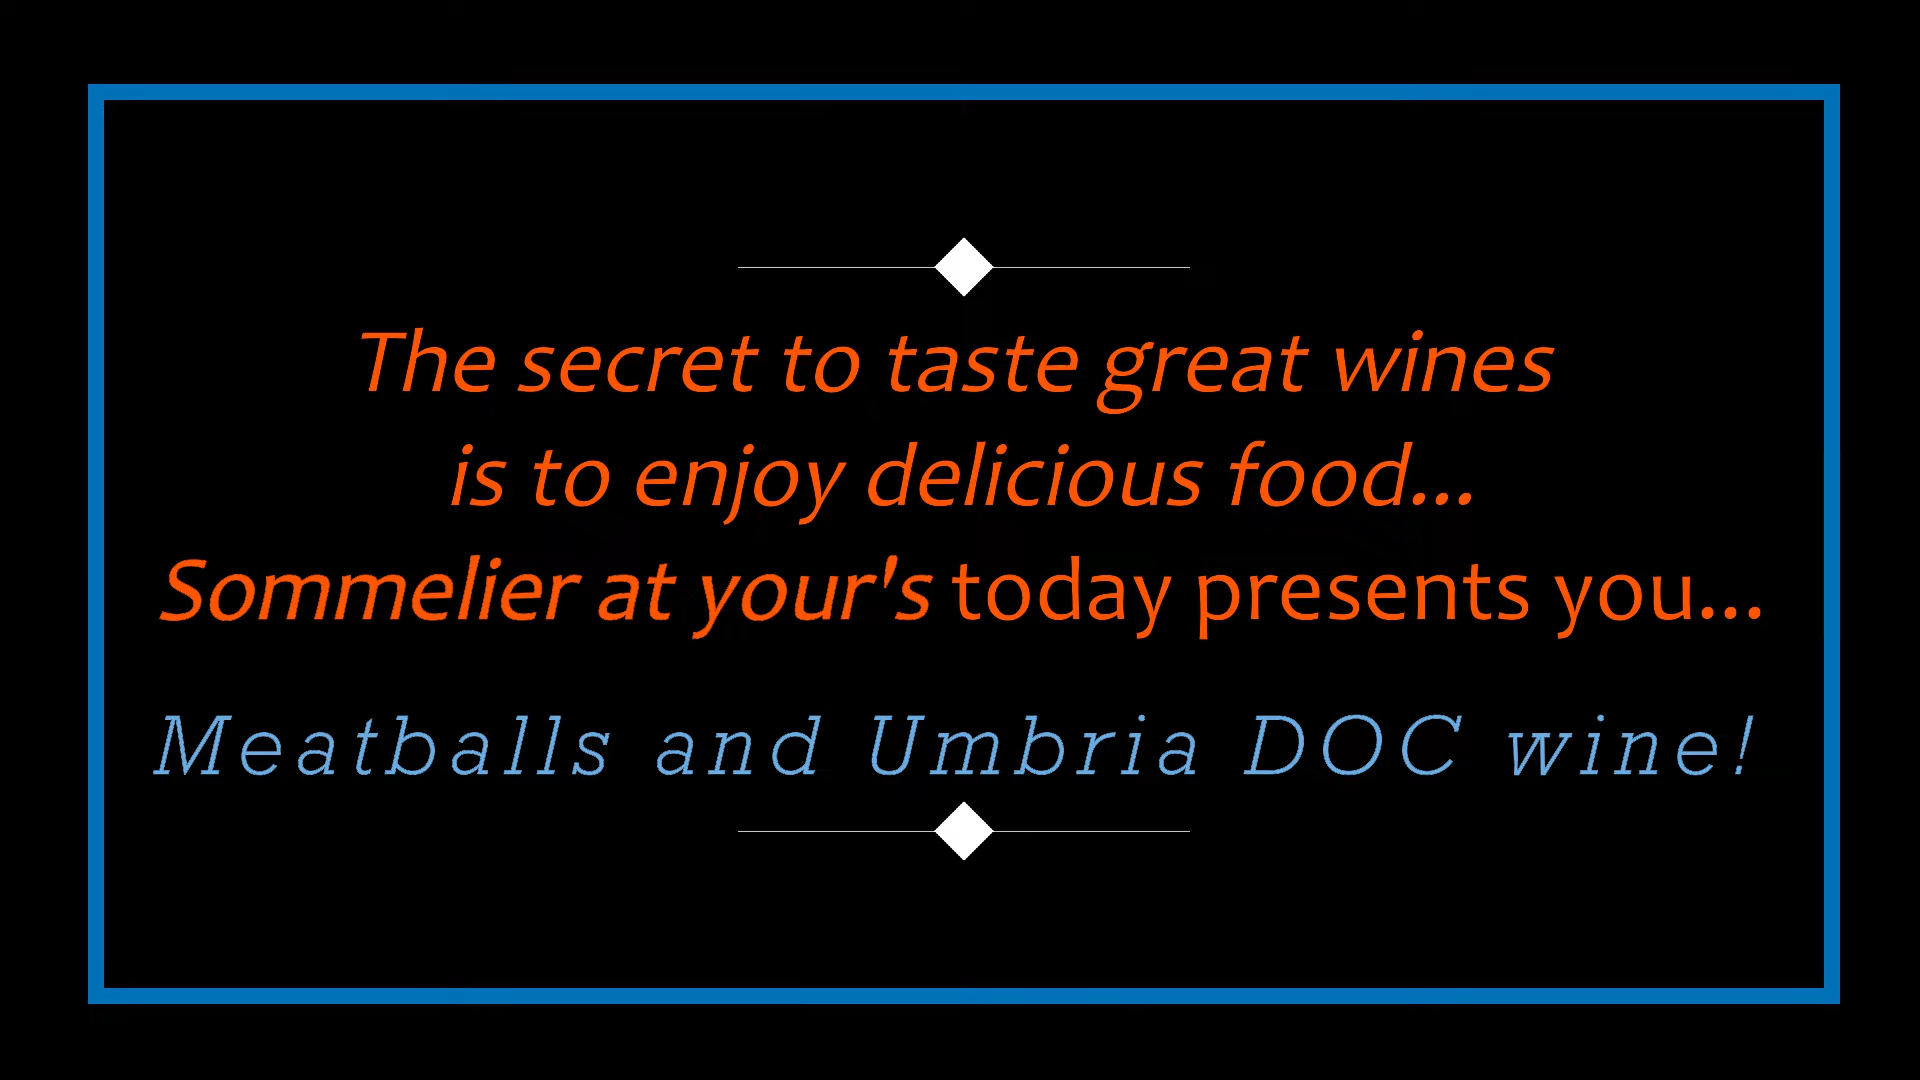 The secret to taste great wines
is to enjoy delicious food...
Sommelier at your's today presents you...
Meatballs and Umbria DOC wine!